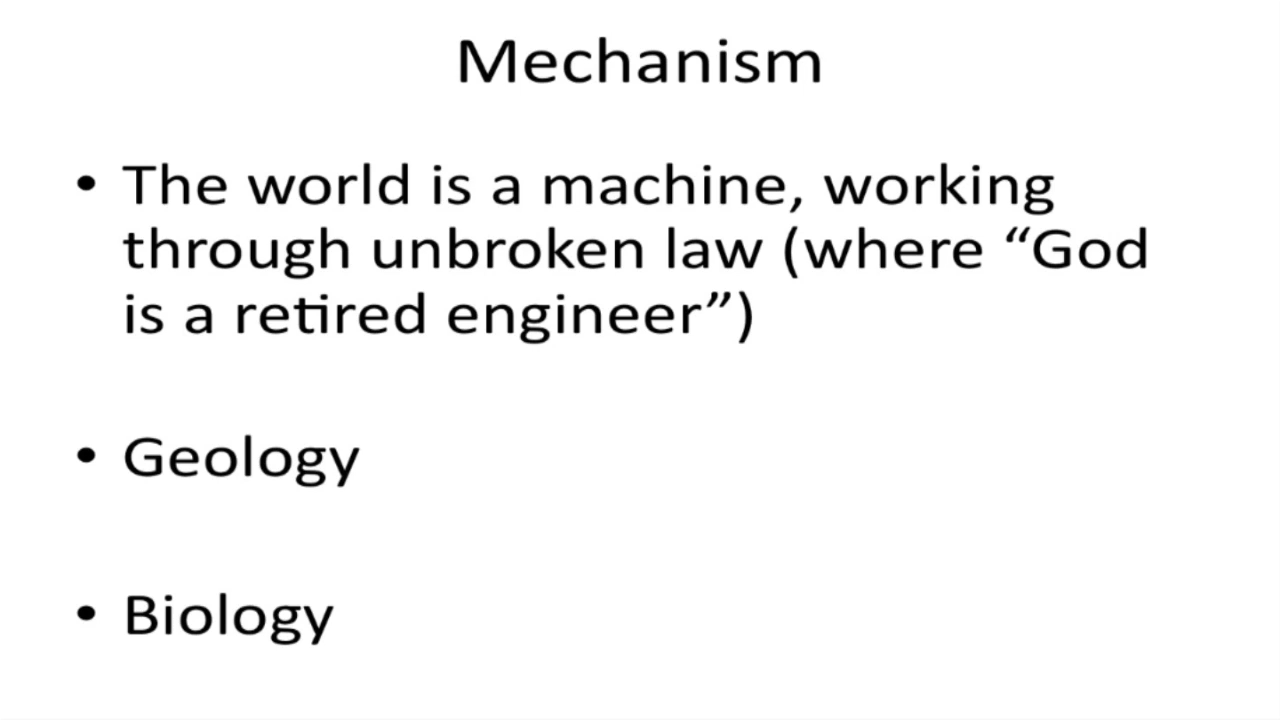 Mechanism
• The world is a machine, working
through unbroken law (where “God
is a retired engineer”)
• Geology
• Biology